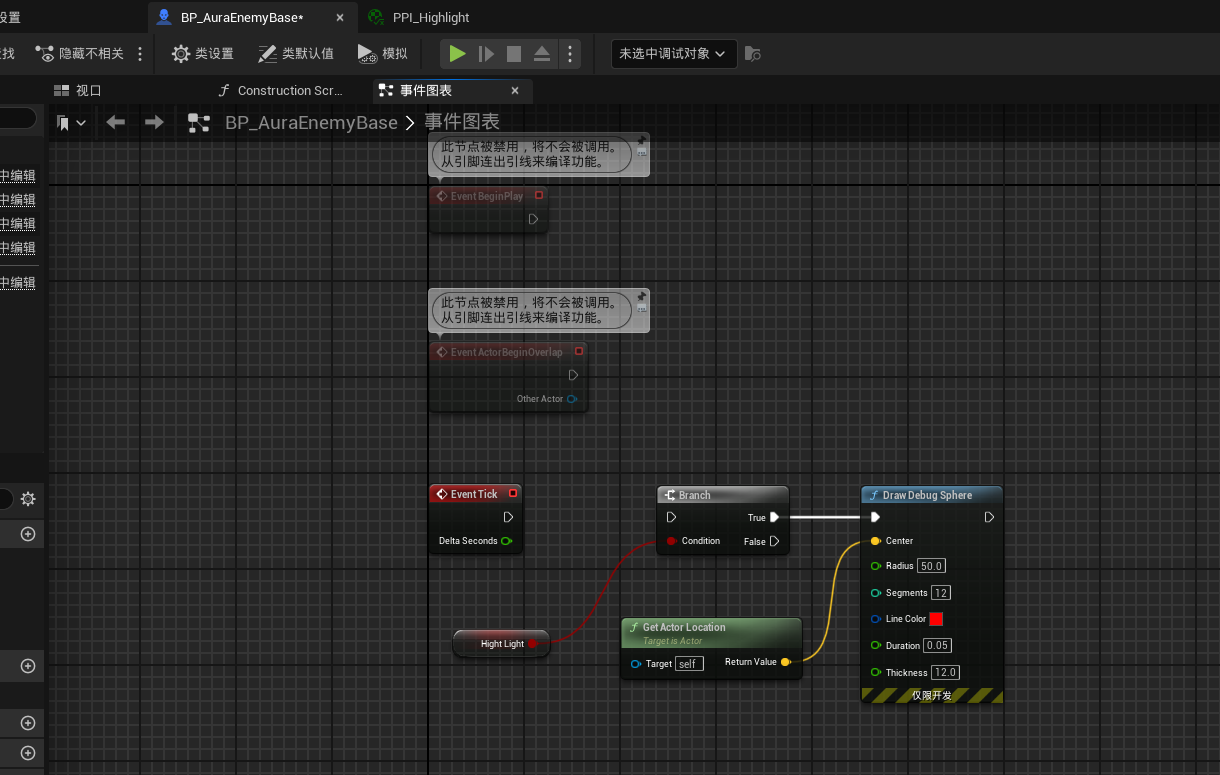 设置
BP_AuraEnemyBase*
PPI_Highlight
找
隐藏不相关
类设置
类默认值
模拟
未选中调试对象
视口
Construction Scr...
事件图表
BP_AuraEnemyBase
事件图表
此节点被禁用，将不会被调用。
从引脚连出引线来编译功能。
Event BeginPlay
中编辑
中编辑
中编辑
中编辑
中编辑
此节点被禁用，将不会被调用。
从引脚连出引线来编译功能。
Event ActorBeginOverlap
Other Actor
Event Tick
Delta Seconds
Branch
True
Condition
False
Draw Debug Sphere
Center
Radius 50.0
Segments 12
Line Color
Duration 0.05
Thickness 12.0
仅限开发
Hight Light
Get Actor Location
Target is Actor
Target self
Return Value